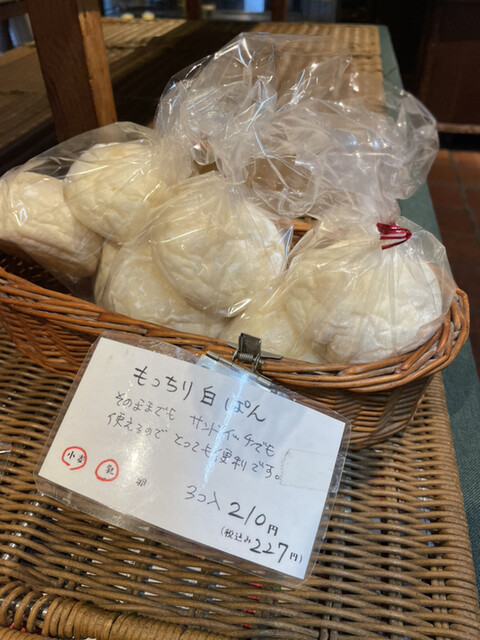 もっちり白ぱん
そのままでも サンドイッチでも
使えるので とっても便利です。
小麦 乳 卵
3コ入 210円
(税込み 227円)